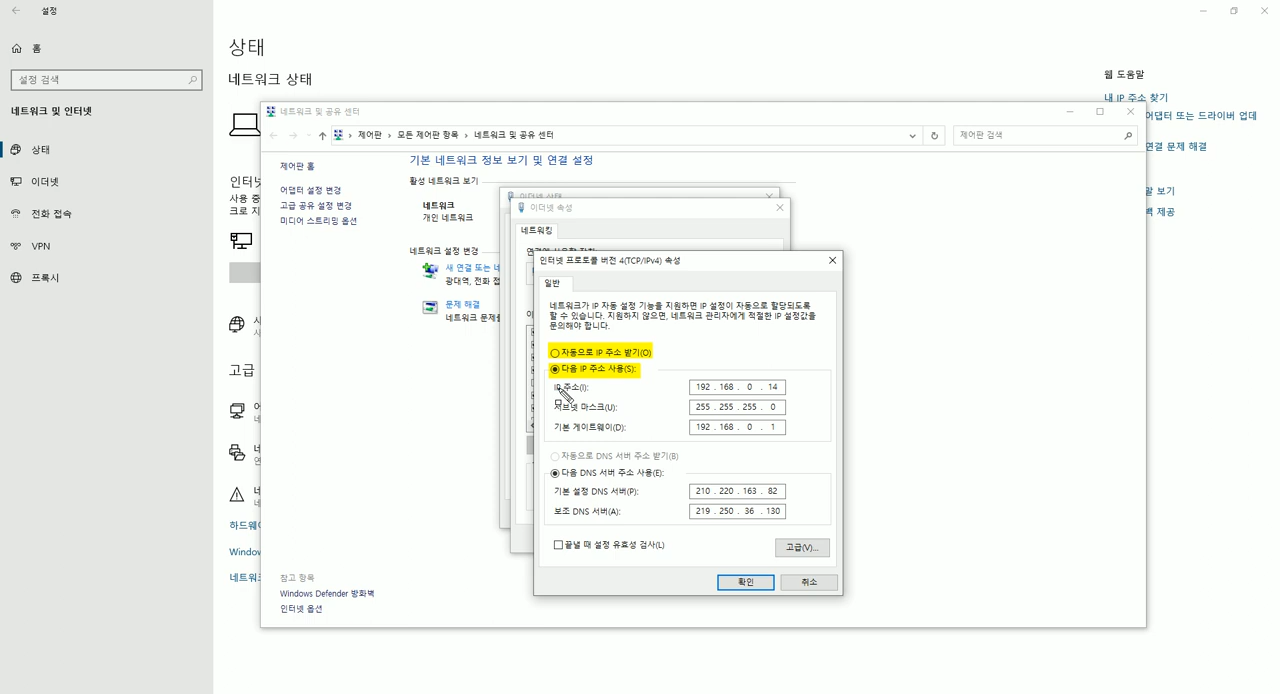 설정
홈
설정 검색
네트워크 및 인터넷
상태
이더넷
전화 접속
VPN
프록시
상태
네트워크 상태
사용 중
크로 지
고급
Window
웹 도움말
내 IP 주소 찾기
어댑터 또는 드라이버 업데
연결 문제 해결
말 보기
백 제공
네트워크 및 공유 센터
제어판 › 모든 제어판 항목 › 네트워크 및 공유 센터
제어판 검색
제어판 홈
어댑터 설정 변경
고급 공유 설정 변경
미디어 스트리밍 옵션
기본 네트워크 정보 보기 및 연결 설정
활성 네트워크 보기
네트워크
개인 네트워크
네트워크 설정 변경
새 연결 또는 네
광대역, 전화 접
문제 해결
네트워크 문제를
참고 항목
Windows Defender 방화벽
인터넷 옵션
이더넷 상태
이더넷 속성
네트워킹
인터넷 프로토콜 버전 4(TCP/IPv4) 속성
일반
네트워크가 IP 자동 설정 기능을 지원하면 IP 설정이 자동으로 할당되도록
할 수 있습니다. 지원하지 않으면, 네트워크 관리자에게 적절한 IP 설정값을
문의해야 합니다.
자동으로 IP 주소 받기(O)
다음 IP 주소 사용(S):
IP 주소(I): 192 . 168 . 0 . 14
서브넷 마스크(U): 255 . 255 . 255 . 0
기본 게이트웨이(D): 192 . 168 . 0 . 1
자동으로 DNS 서버 주소 받기(B)
다음 DNS 서버 주소 사용(E):
기본 설정 DNS 서버(P): 210 . 220 . 163 . 82
보조 DNS 서버(A): 219 . 250 . 36 . 130
끝낼 때 설정 유효성 검사(L)
고급(V)...
확인
취소